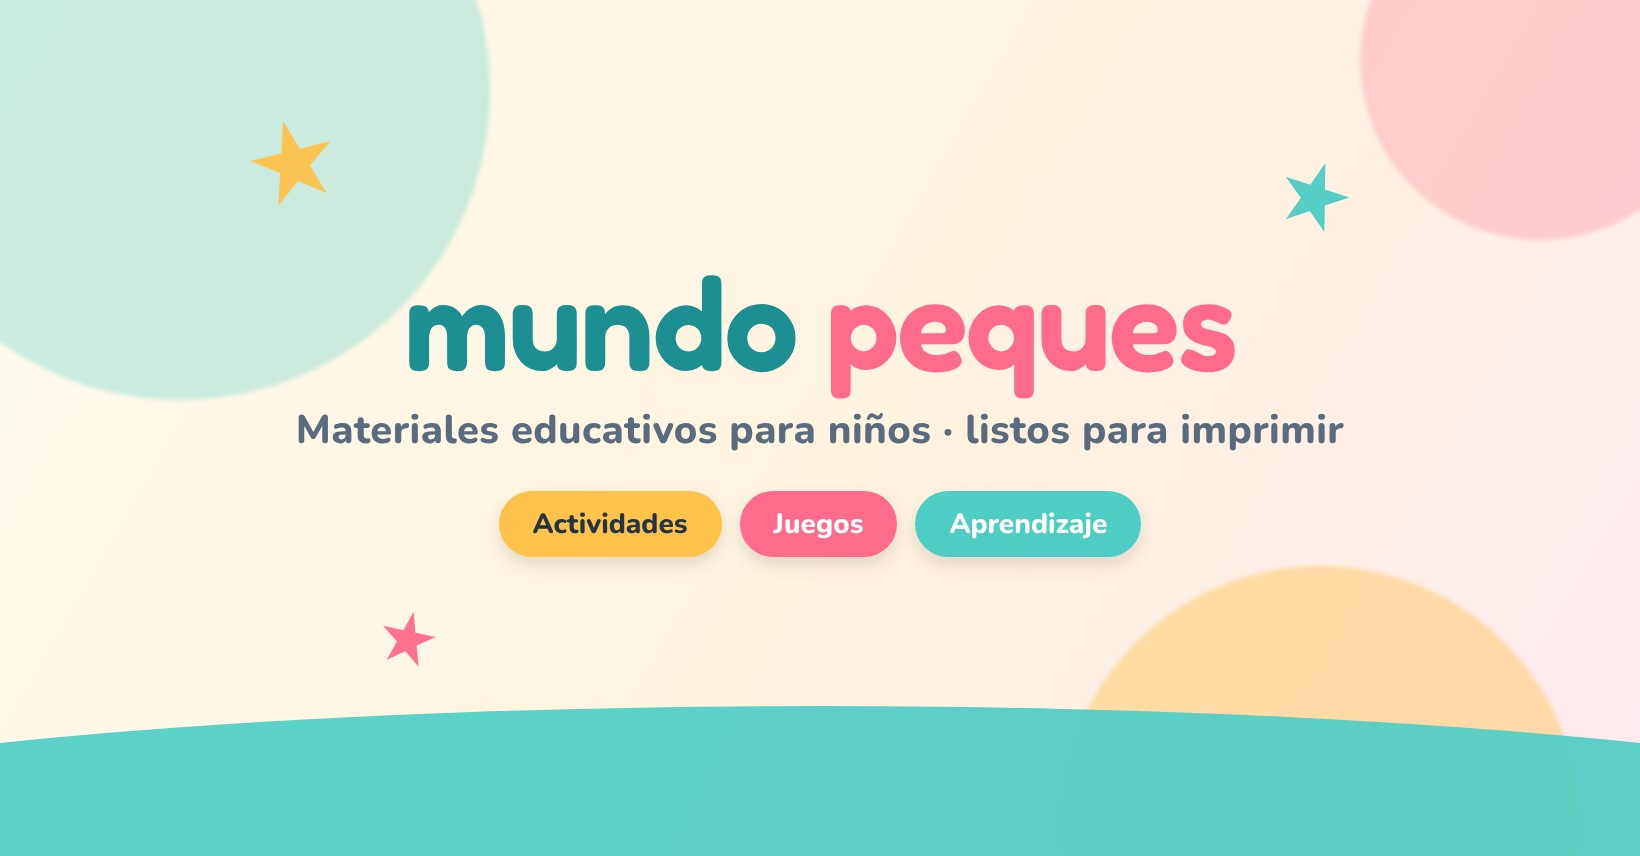 mundo peques
Materiales educativos para niños · listos para imprimir
Actividades Juegos Aprendizaje